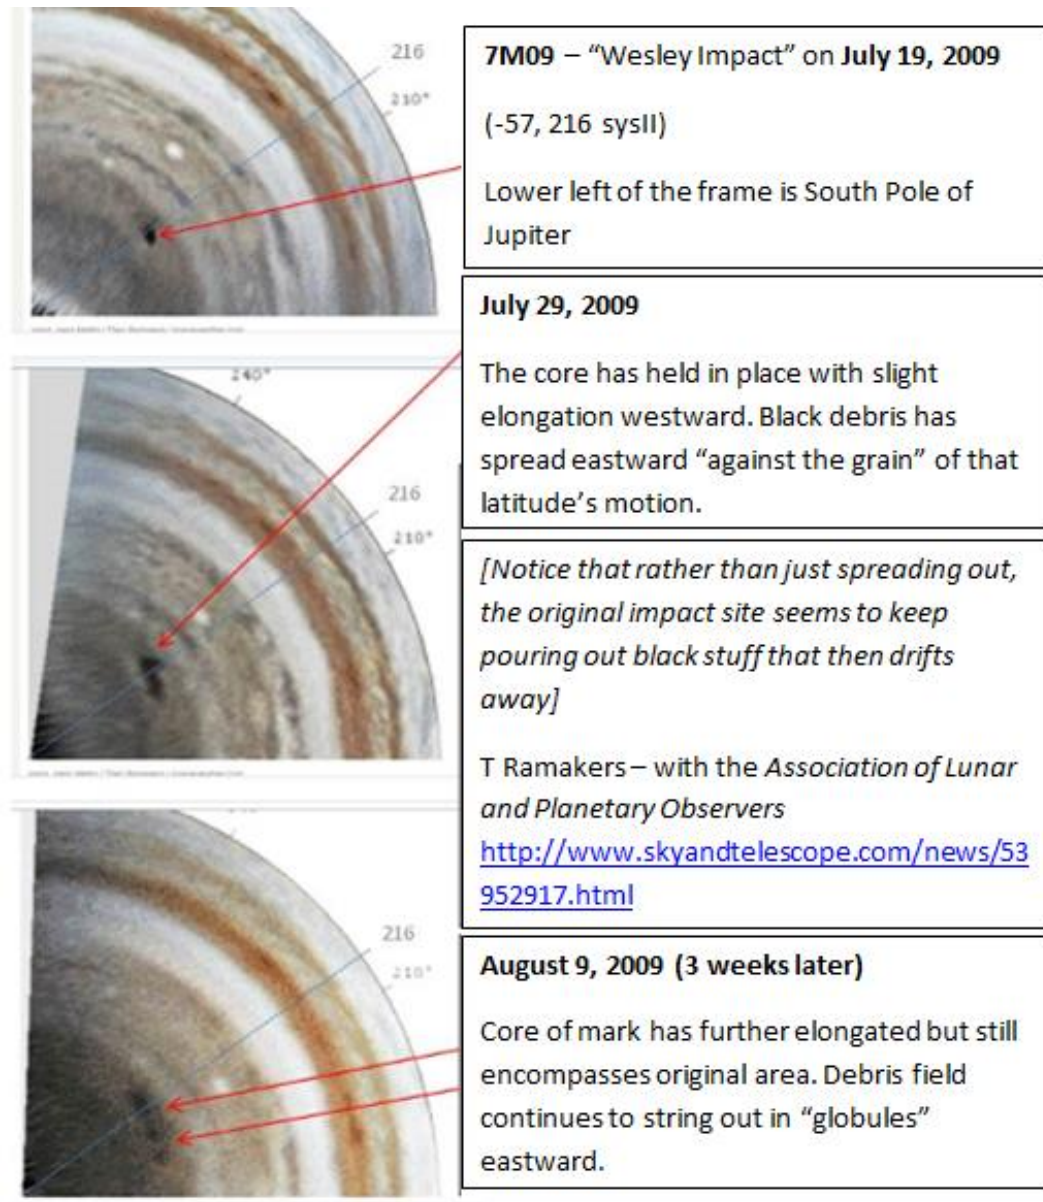 216
210°
7M09 – “Wesley Impact” on July 19, 2009
(-57, 216 sysII)
Lower left of the frame is South Pole of
Jupiter
July 29, 2009
The core has held in place with slight
elongation westward. Black debris has
spread eastward “against the grain” of that
latitude’s motion.
240°
216
210°
[Notice that rather than just spreading out,
the original impact site seems to keep
pouring out black stuff that then drifts
away]
T Ramakers – with the Association of Lunar
and Planetary Observers
http://www.skyandtelescope.com/news/53
952917.html
216
210°
August 9, 2009 (3 weeks later)
Core of mark has further elongated but still
encompasses original area. Debris field
continues to string out in “globules”
eastward.